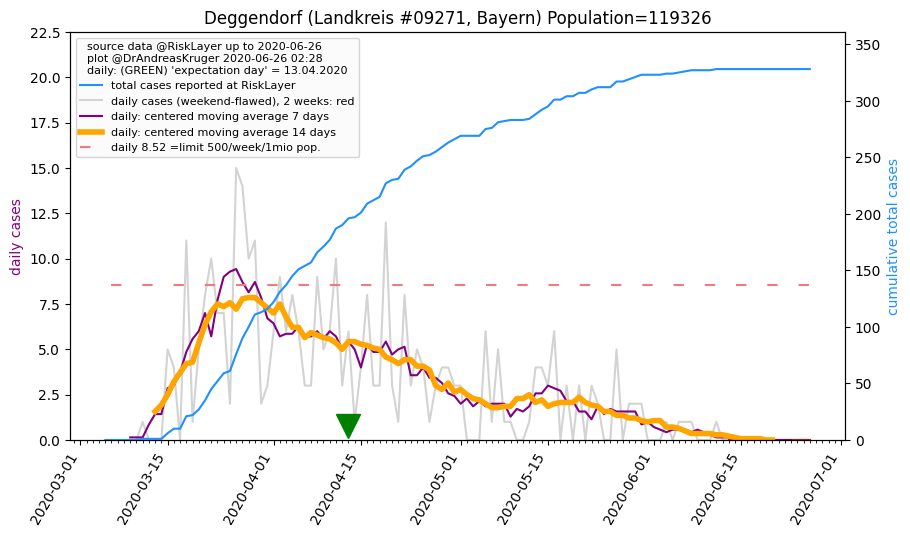 Deggendorf (Landkreis #09271, Bayern) Population=119326
source data @RiskLayer up to 2020-06-26
plot @DrAndreasKruger 2020-06-26 02:28
daily: (GREEN) 'expectation day' = 13.04.2020
total cases reported at RiskLayer
daily cases (weekend-flawed), 2 weeks: red
daily: centered moving average 7 days
daily: centered moving average 14 days
daily 8.52 =limit 500/week/1mio pop.
daily cases
22.5
20.0
17.5
15.0
12.5
10.0
7.5
5.0
2.5
0.0
350
300
250
200
150
100
50
0
cumulative total cases
2020-03-01
2020-03-15
2020-04-01
2020-04-15
2020-05-01
2020-05-15
2020-06-01
2020-06-15
2020-07-01